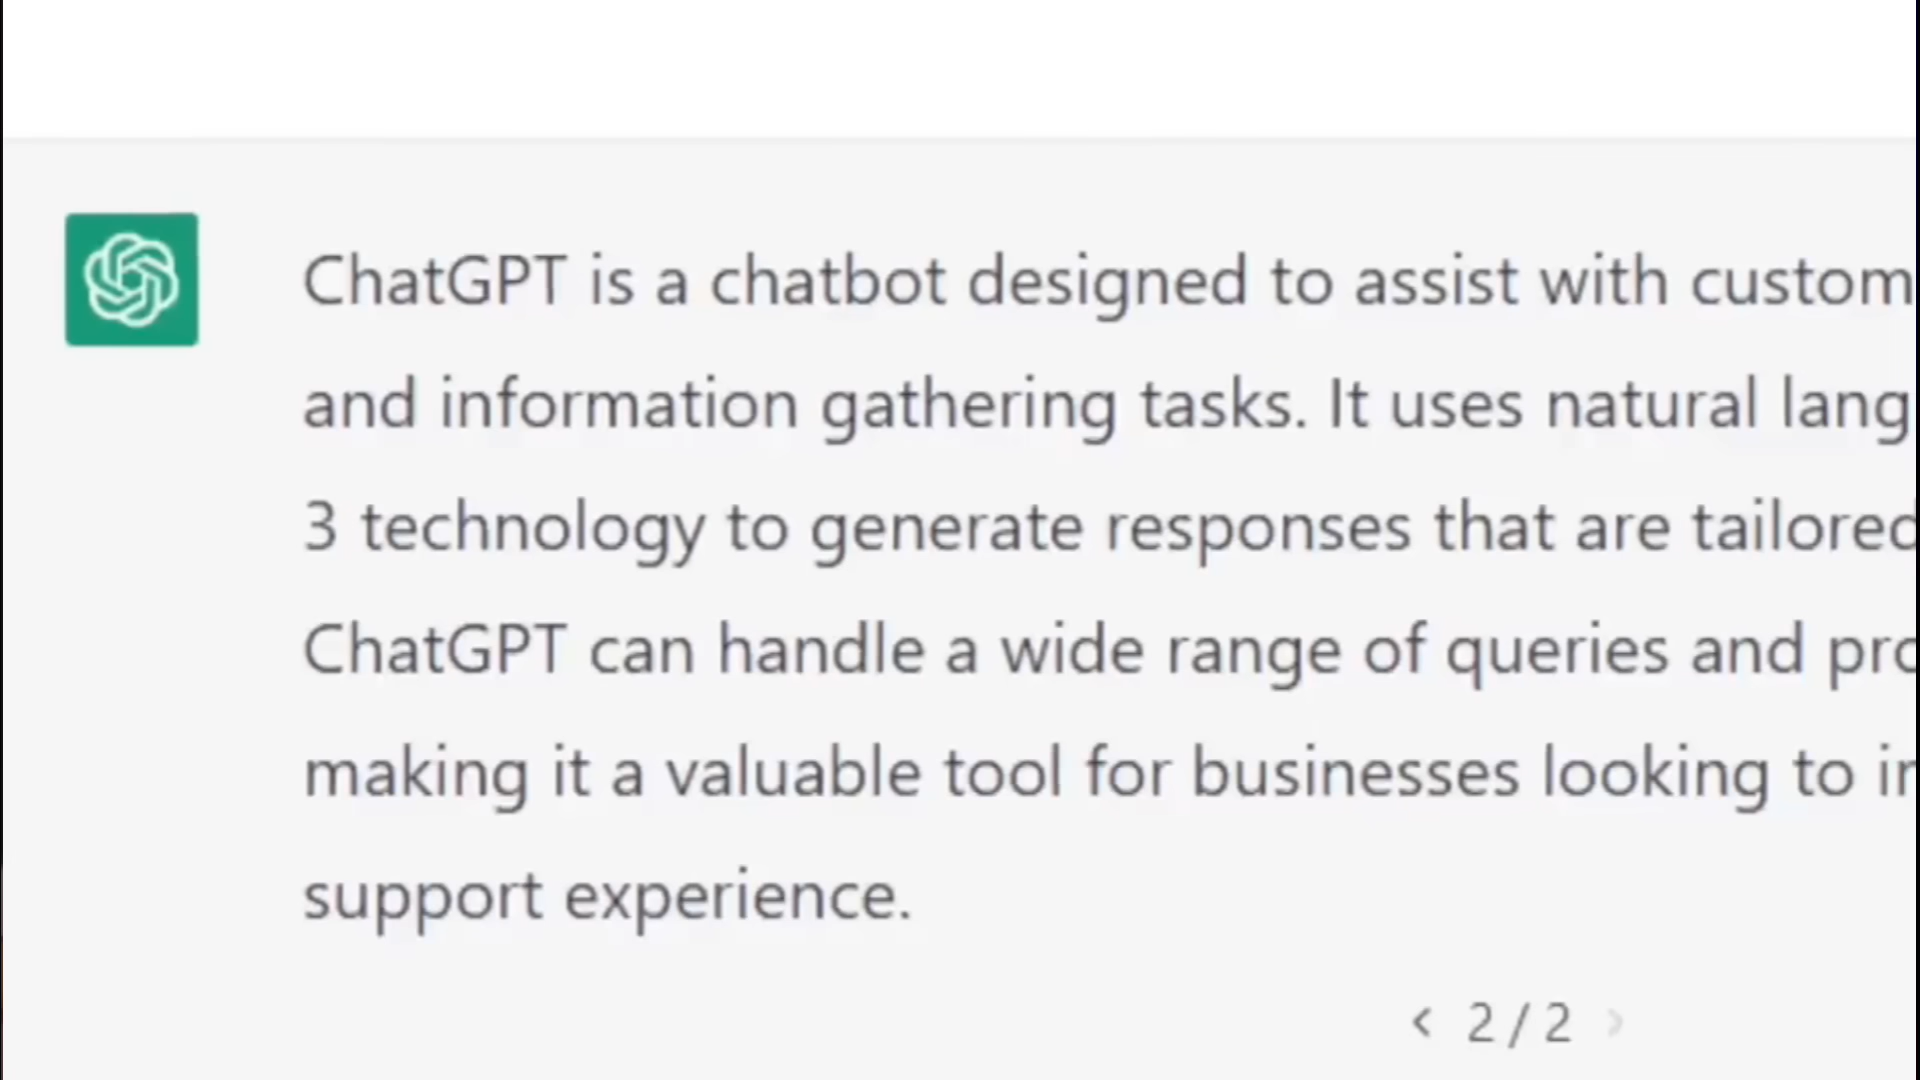 ChatGPT is a chatbot designed to assist with custom
and information gathering tasks. It uses natural lang
3 technology to generate responses that are tailored
ChatGPT can handle a wide range of queries and pro
making it a valuable tool for businesses looking to
support experience.
< 2 / 2 >